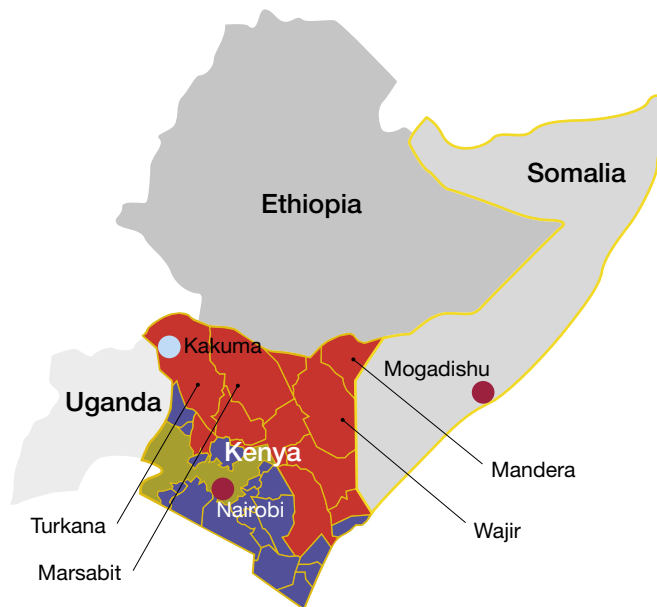 Somalia
Ethiopia
Kakuma
Mogadishu
Uganda
Kenya
Mandera
Nairobi
Turkana
Wajir
Marsabit